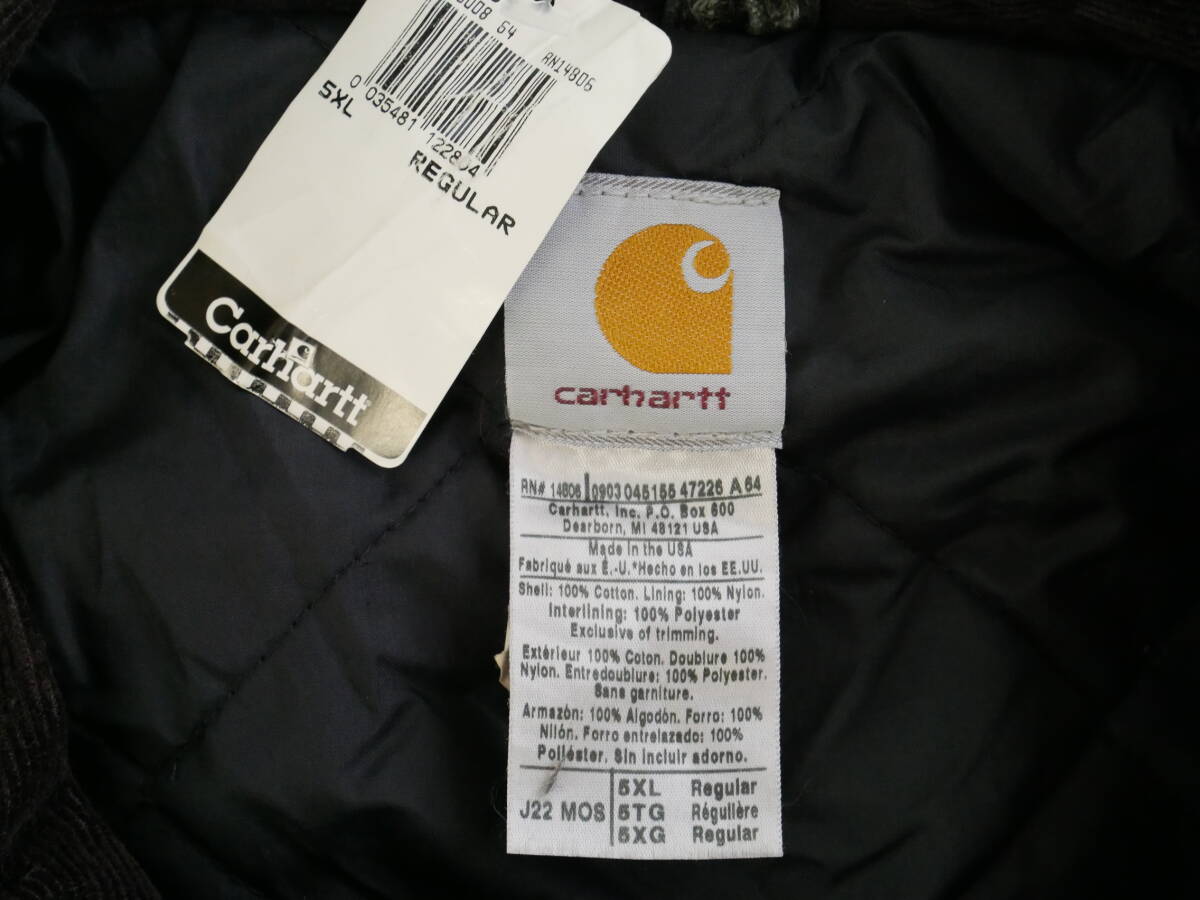 64
RN14806
0 035481 122804
5XL
REGULAR
Carhartt
carhartt
RN# 14806 0903 045155 47226 A 64
Carhartt, Inc. P.O. Box 600
Dearborn, MI 48121 USA
Made in the USA
Fabriqué aux É.-U.*Hecho en los EE.UU.
Shell: 100% Cotton. Lining: 100% Nylon.
Interlining: 100% Polyester
Exclusive of trimming.
Extérieur 100% Coton. Doublure 100%
Nylon. Entredoublure: 100% Polyester.
Sans garniture.
Armazón: 100% Algodón. Forro: 100%
Nilón. Forro entrelazado: 100%
Poliéster. Sin incluir adorno.
J22 MOS
5XL Regular
5TG Régulière
5XG Regular